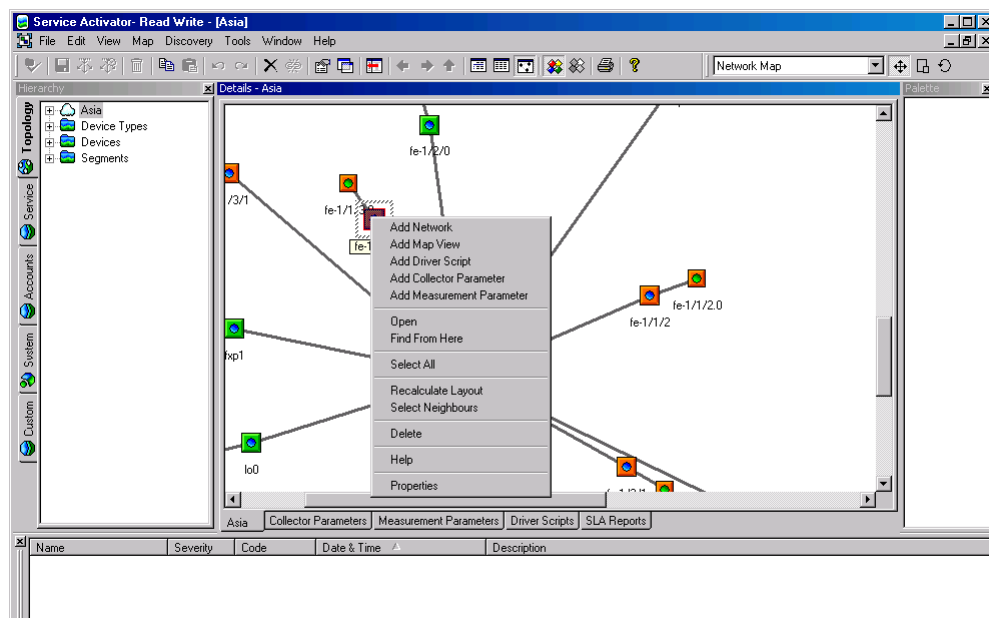 Service Activator- Read Write - [Asia]
File Edit View Map Discovery Tools Window Help
Network Map
Hierarchy
Details - Asia
Palette
Topology
Service
Accounts
System
Custom
Asia
Device Types
Devices
Segments
fe-1/2/0
/3/1
fe-1/1
fe-1
Add Network
Add Map View
Add Driver Script
Add Collector Parameter
Add Measurement Parameter
Open
Find From Here
Select All
Recalculate Layout
Select Neighbours
Delete
Help
Properties
fe-1/1/2.0
fe-1/1/2
fxp1
lo0
Asia Collector Parameters Measurement Parameters Driver Scripts SLA Reports
Name Severity Code Date & Time Description